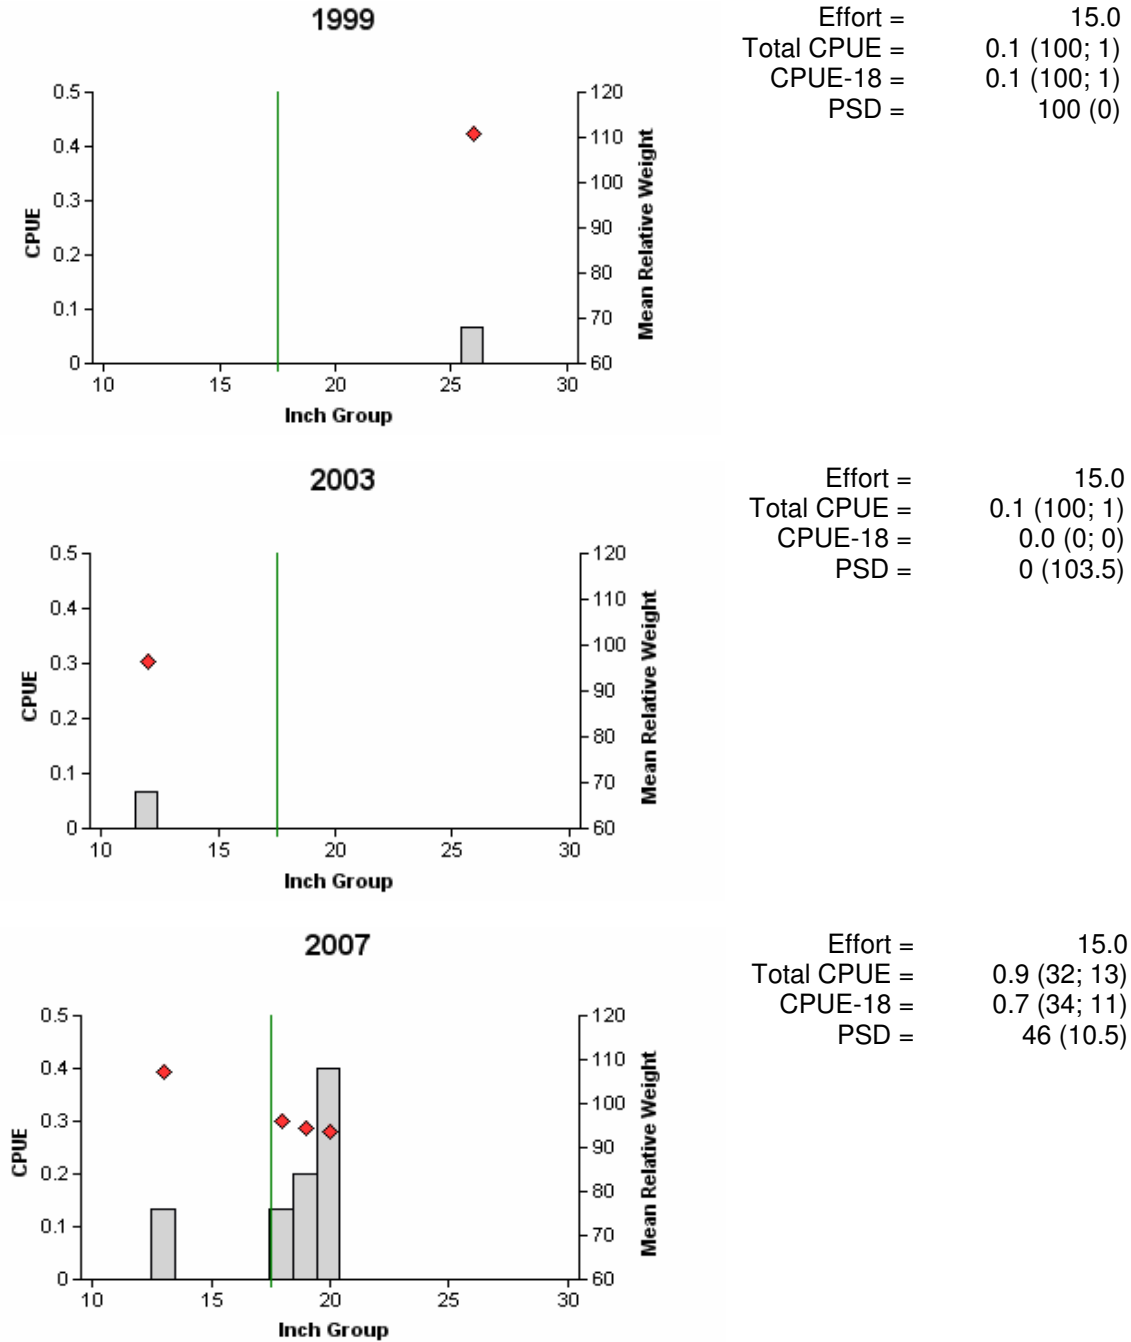 1999
Effort = 15.0
Total CPUE = 0.1 (100; 1)
CPUE-18 = 0.1 (100; 1)
PSD = 100 (0)
0.5 120
0.4 110
0.3 100
0.2 90
0.1 80
0 70
60
CPUE
Mean Relative Weight
10 15 20 25 30
Inch Group
2003
Effort = 15.0
Total CPUE = 0.1 (100; 1)
CPUE-18 = 0.0 (0; 0)
PSD = 0 (103.5)
0.5 120
0.4 110
0.3 100
0.2 90
0.1 80
0 70
60
CPUE
Mean Relative Weight
10 15 20 25 30
Inch Group
2007
Effort = 15.0
Total CPUE = 0.9 (32; 13)
CPUE-18 = 0.7 (34; 11)
PSD = 46 (10.5)
0.5 120
0.4 110
0.3 100
0.2 90
0.1 80
0 70
60
CPUE
Mean Relative Weight
10 15 20 25 30
Inch Group